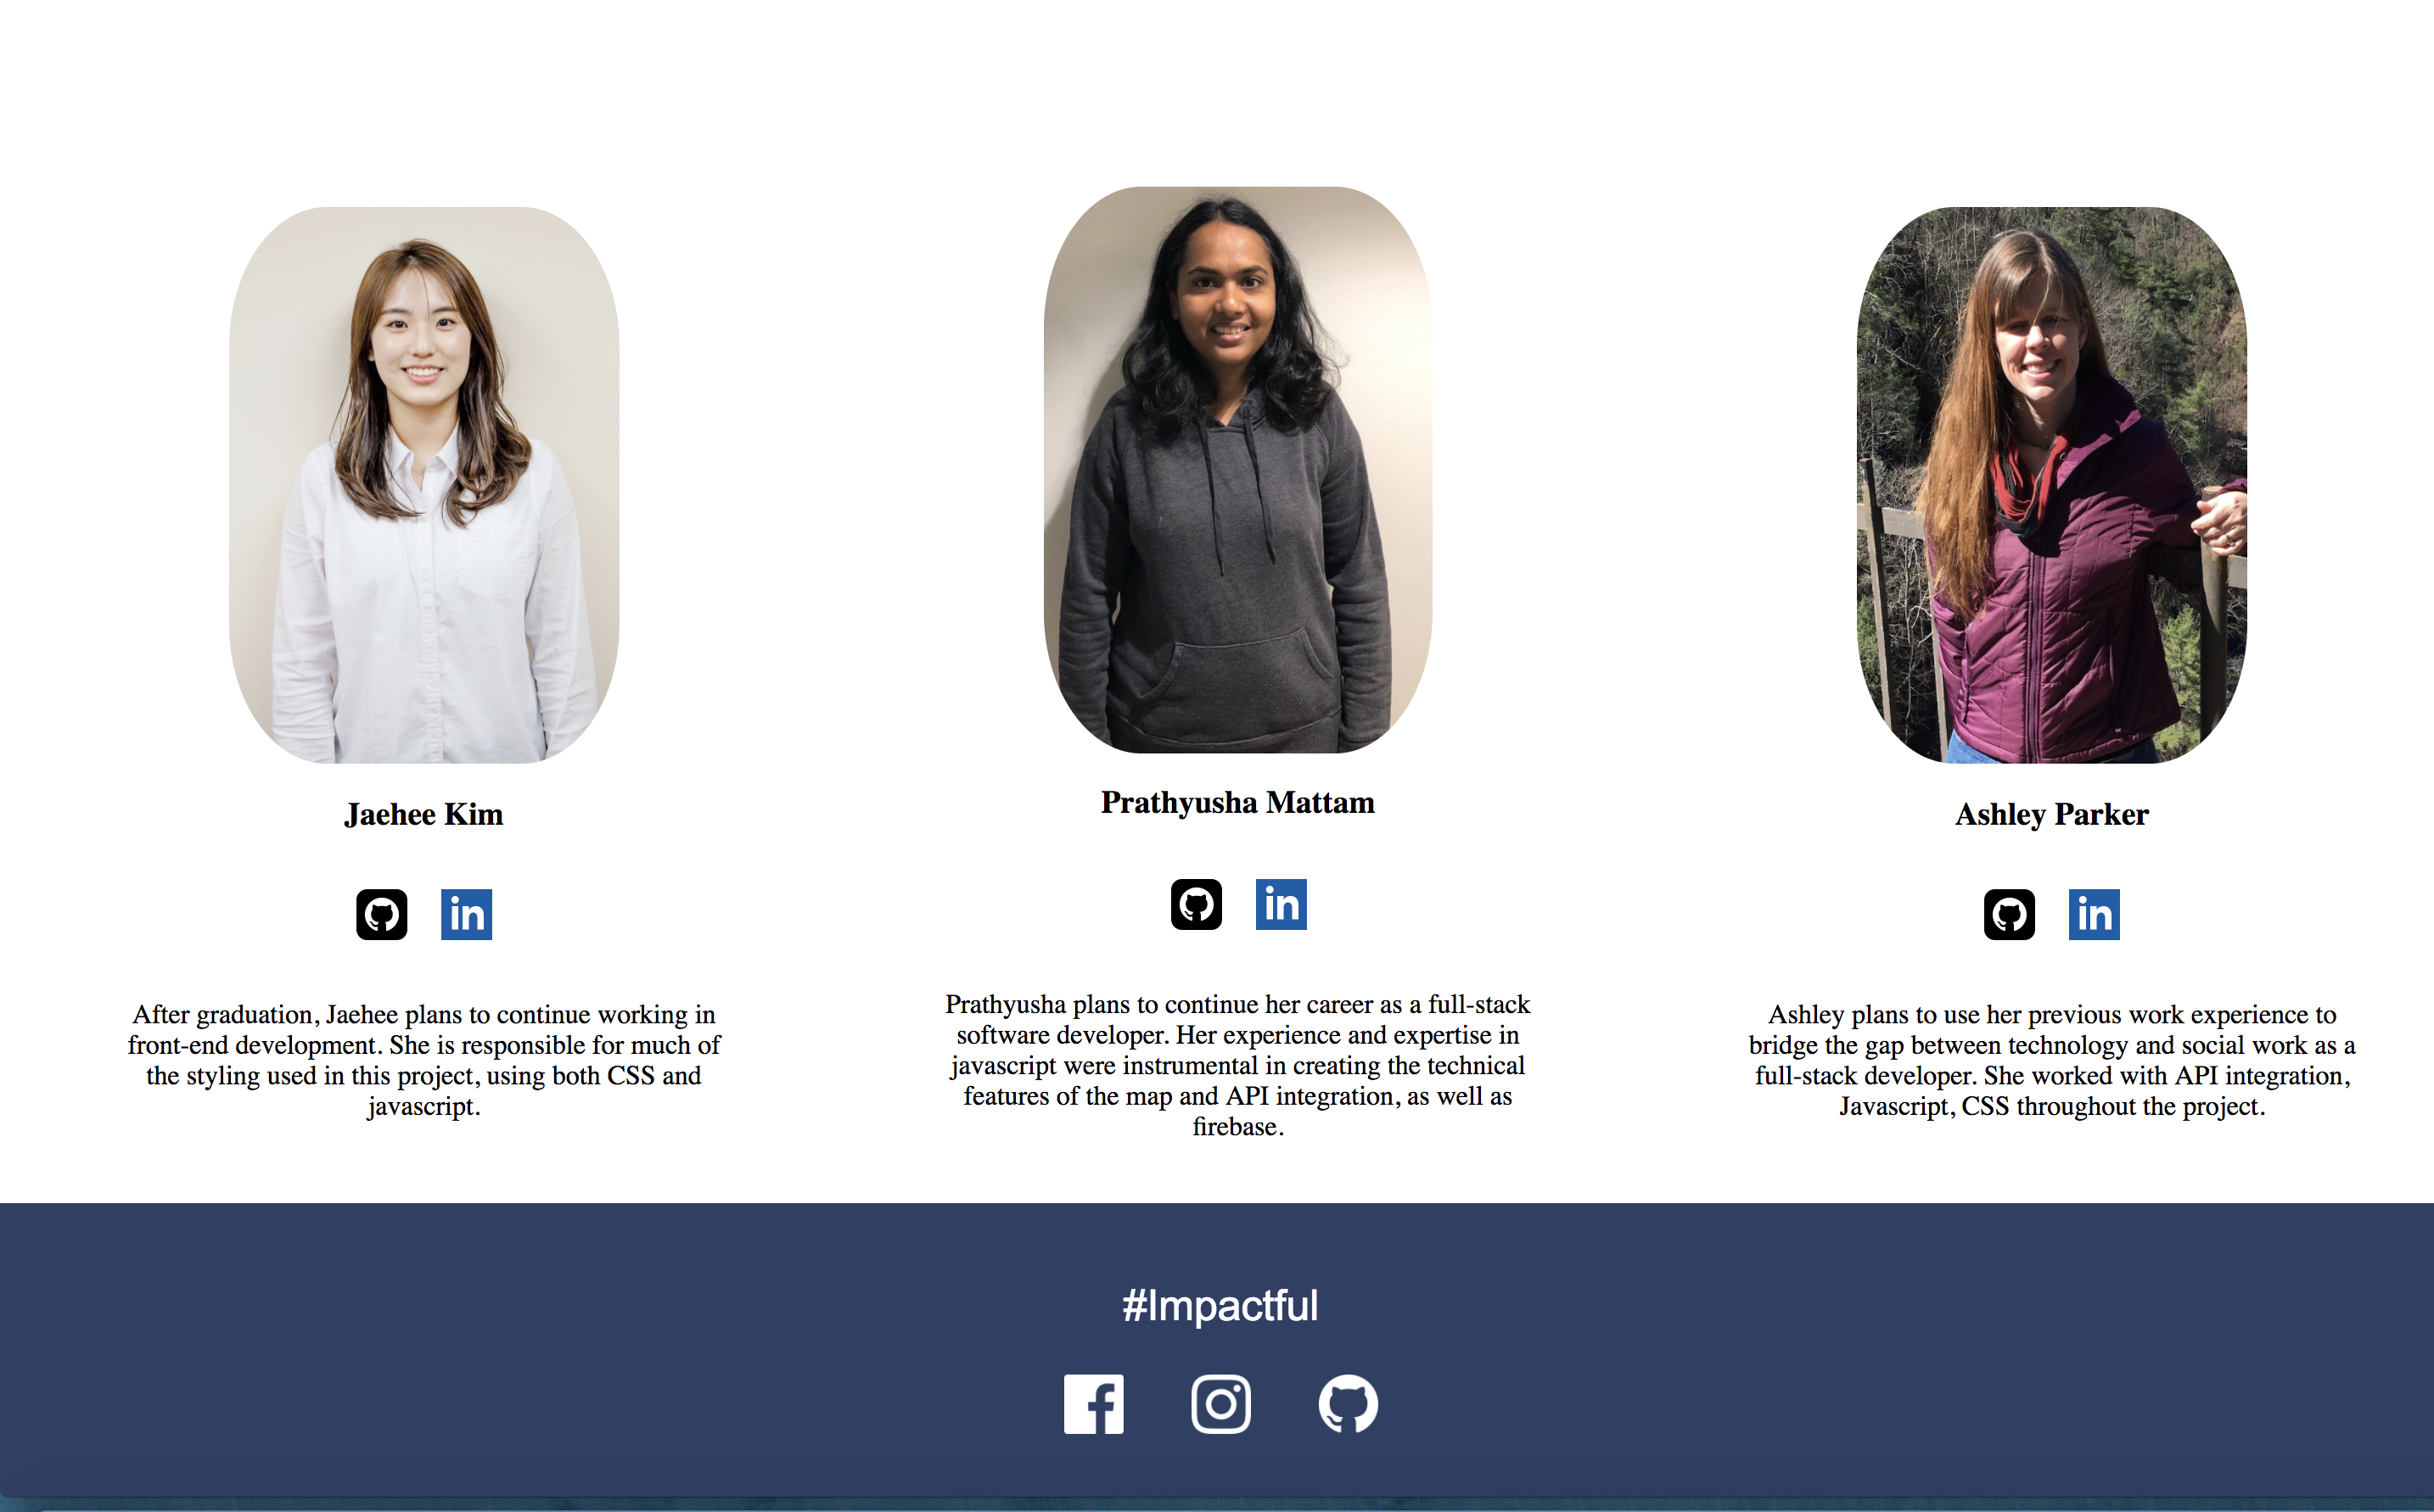 Jaehee Kim
in
After graduation, Jaehee plans to continue working in
front-end development. She is responsible for much of
the styling used in this project, using both CSS and
javascript.
Prathyusha Mattam
in
Prathyusha plans to continue her career as a full-stack
software developer. Her experience and expertise in
javascript were instrumental in creating the technical
features of the map and API integration, as well as
firebase.
Ashley Parker
in
Ashley plans to use her previous work experience to
bridge the gap between technology and social work as a
full-stack developer. She worked with API integration,
Javascript, CSS throughout the project.
#Impactful